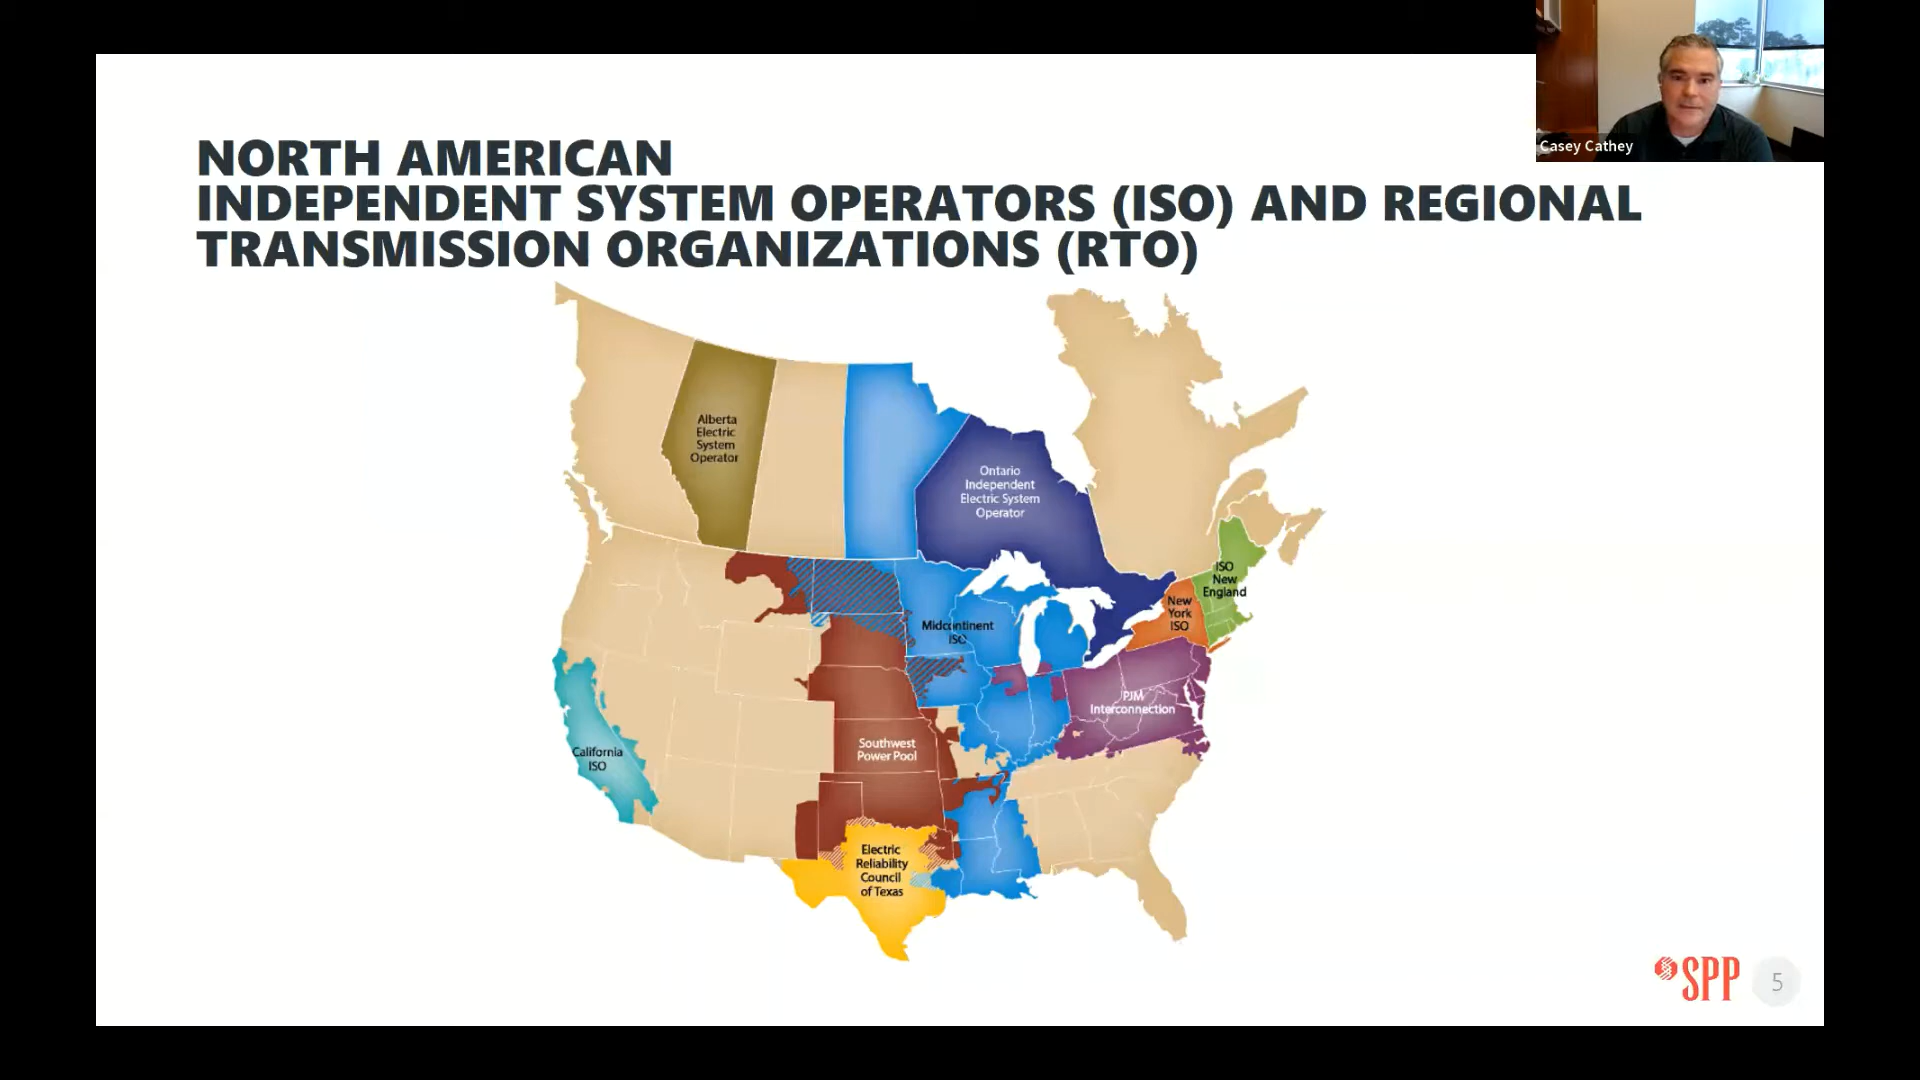 Casey Cathey
NORTH AMERICAN
INDEPENDENT SYSTEM OPERATORS (ISO) AND REGIONAL
TRANSMISSION ORGANIZATIONS (RTO)
Alberta
Electric
System
Operator
Ontario
Independent
Electric System
Operator
ISO
New
England
New
York
ISO
Midcontinent
ISO
PJM
Interconnection
California
ISO
Southwest
Power Pool
Electric
Reliability
Council
of Texas
SPP
5